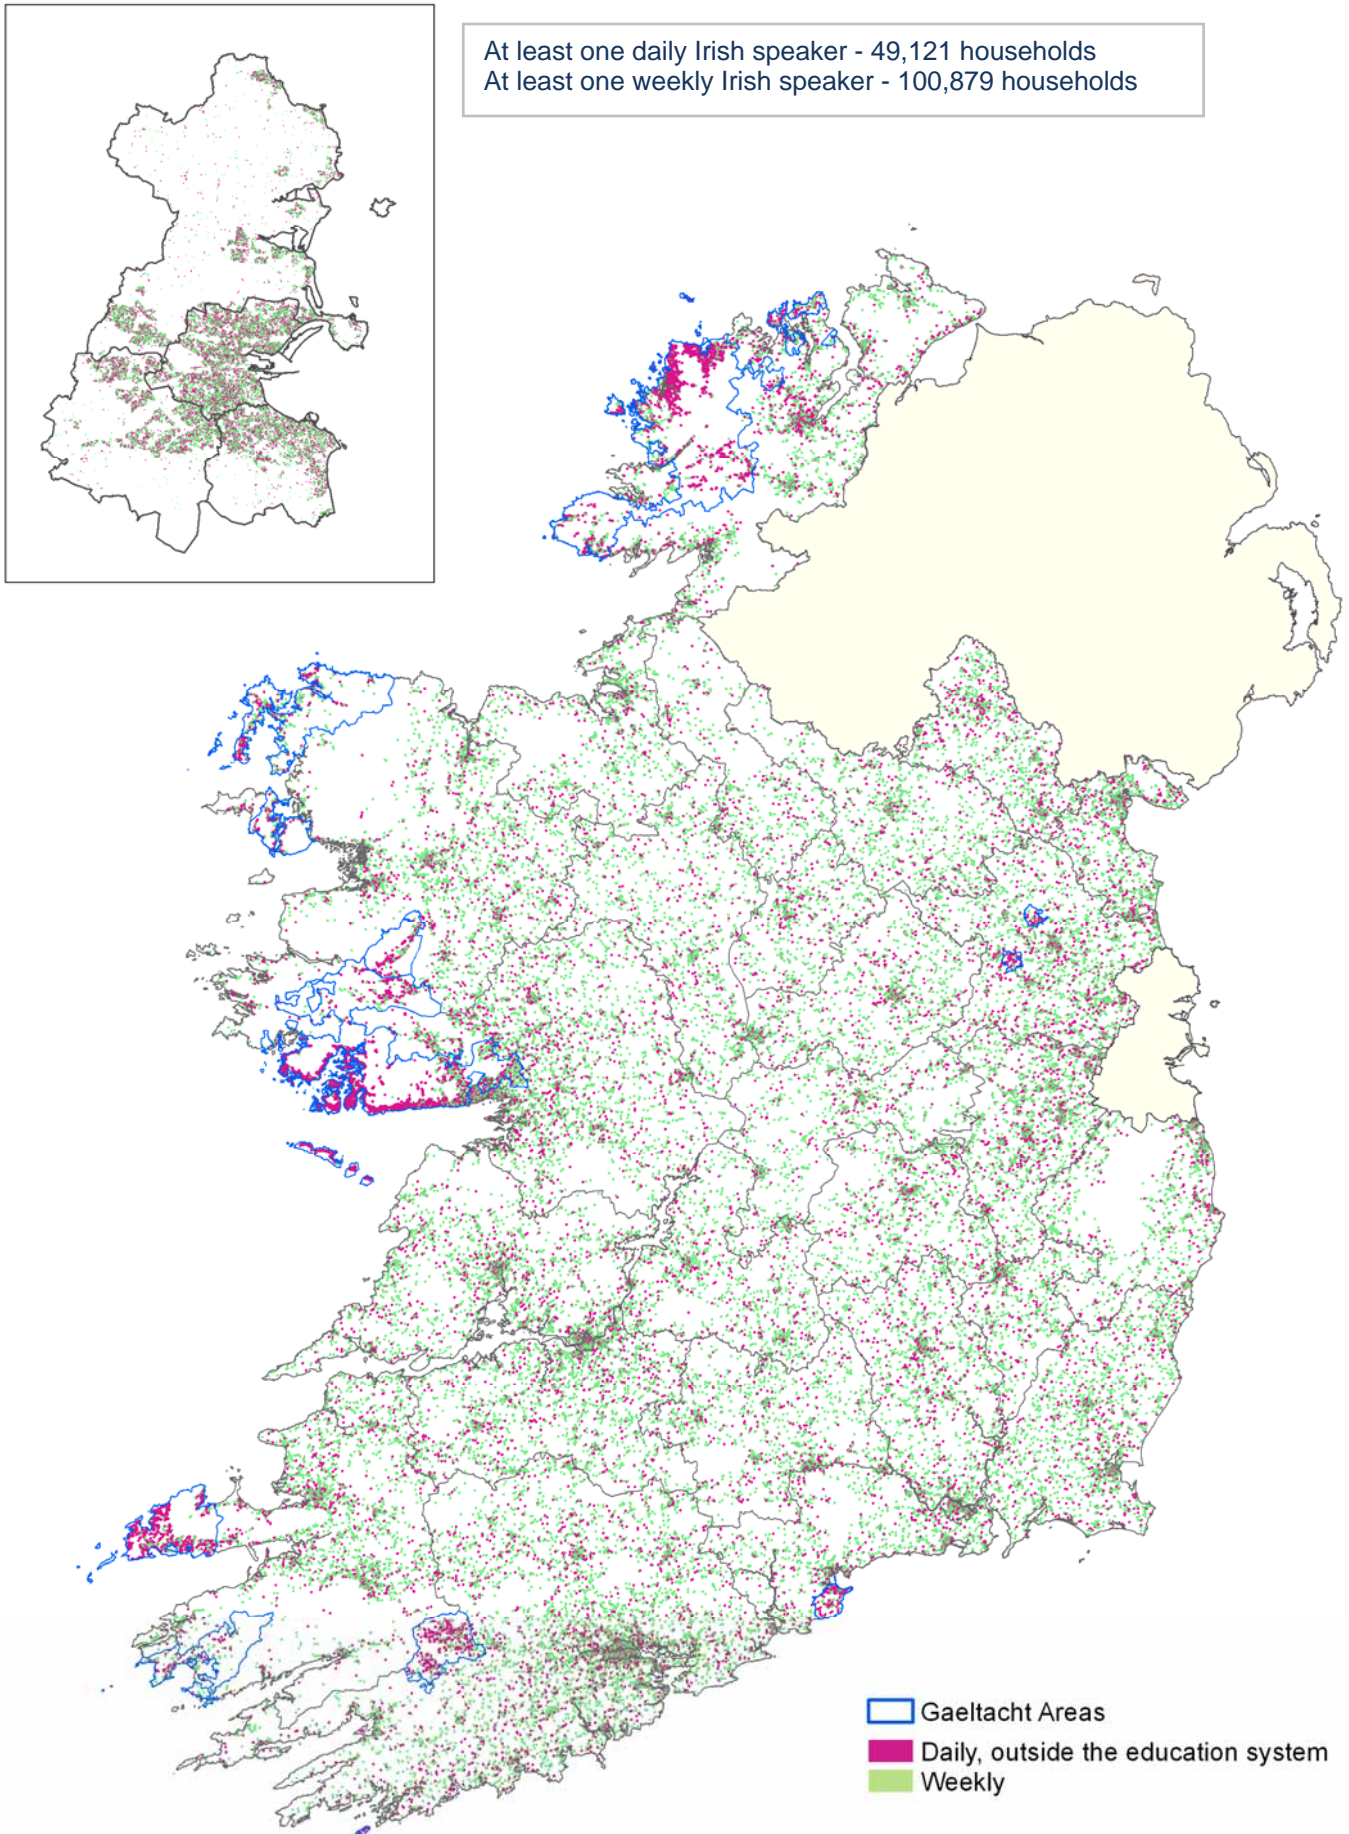 At least one daily Irish speaker - 49,121 households
At least one weekly Irish speaker - 100,879 households
Gaeltacht Areas
Daily, outside the education system
Weekly